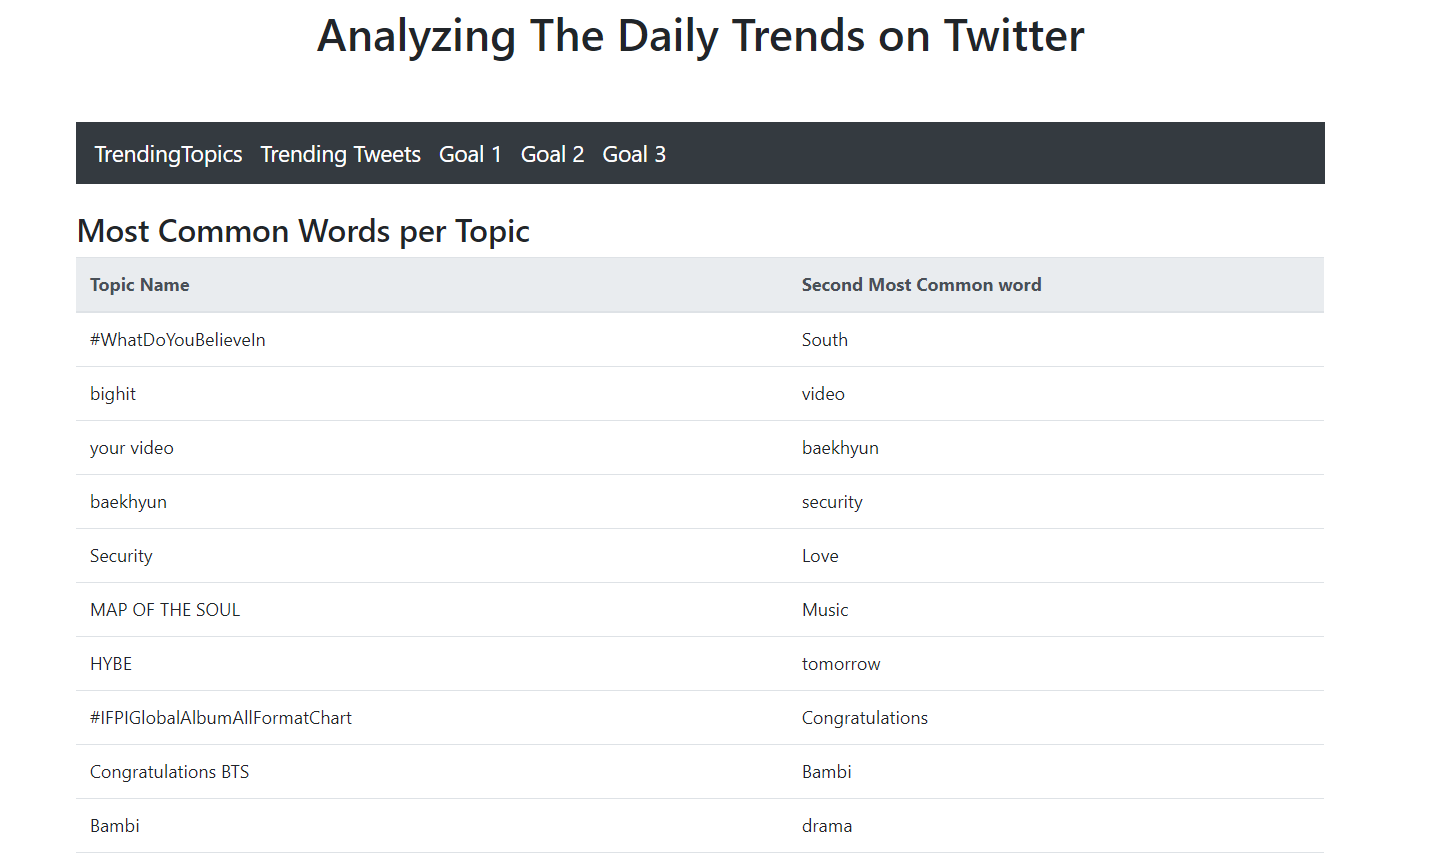 Analyzing The Daily Trends on Twitter
TrendingTopics Trending Tweets Goal 1 Goal 2 Goal 3
Most Common Words per Topic
Topic Name Second Most Common word
#WhatDoYouBelieveIn South
bighit video
your video baekhyun
baekhyun security
Security Love
MAP OF THE SOUL Music
HYBE tomorrow
#IFPIGlobalAlbumAllFormatChart Congratulations
Congratulations BTS Bambi
Bambi drama